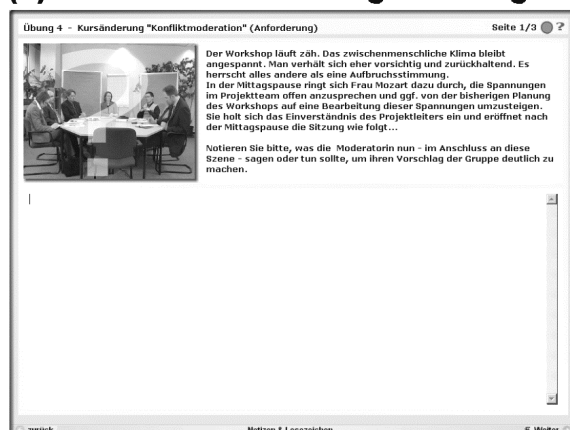 Übung 4 - Kursänderung "Konfliktmoderation" (Anforderung)
Seite 1/3 ?
Der Workshop läuft zäh. Das zwischenmenschliche Klima bleibt
angespannt. Man verhält sich eher vorsichtig und zurückhaltend. Es
herrscht alles andere als eine Aufbruchsstimmung.
In der Mittagspause ringt sich Frau Mozart dazu durch, die Spannungen
im Projektteam offen anzusprechen und ggf. von der bisherigen Planung
des Workshops auf eine Bearbeitung dieser Spannungen umzusteigen.
Sie holt sich das Einverständnis des Projektleiters ein und eröffnet nach
der Mittagspause die Sitzung wie folgt...
Notieren Sie bitte, was die Moderatorin nun - im Anschluss an diese
Szene - sagen oder tun sollte, um ihren Vorschlag der Gruppe deutlich zu
machen.
zurück
Notizen & Lesezeichen
Weiter